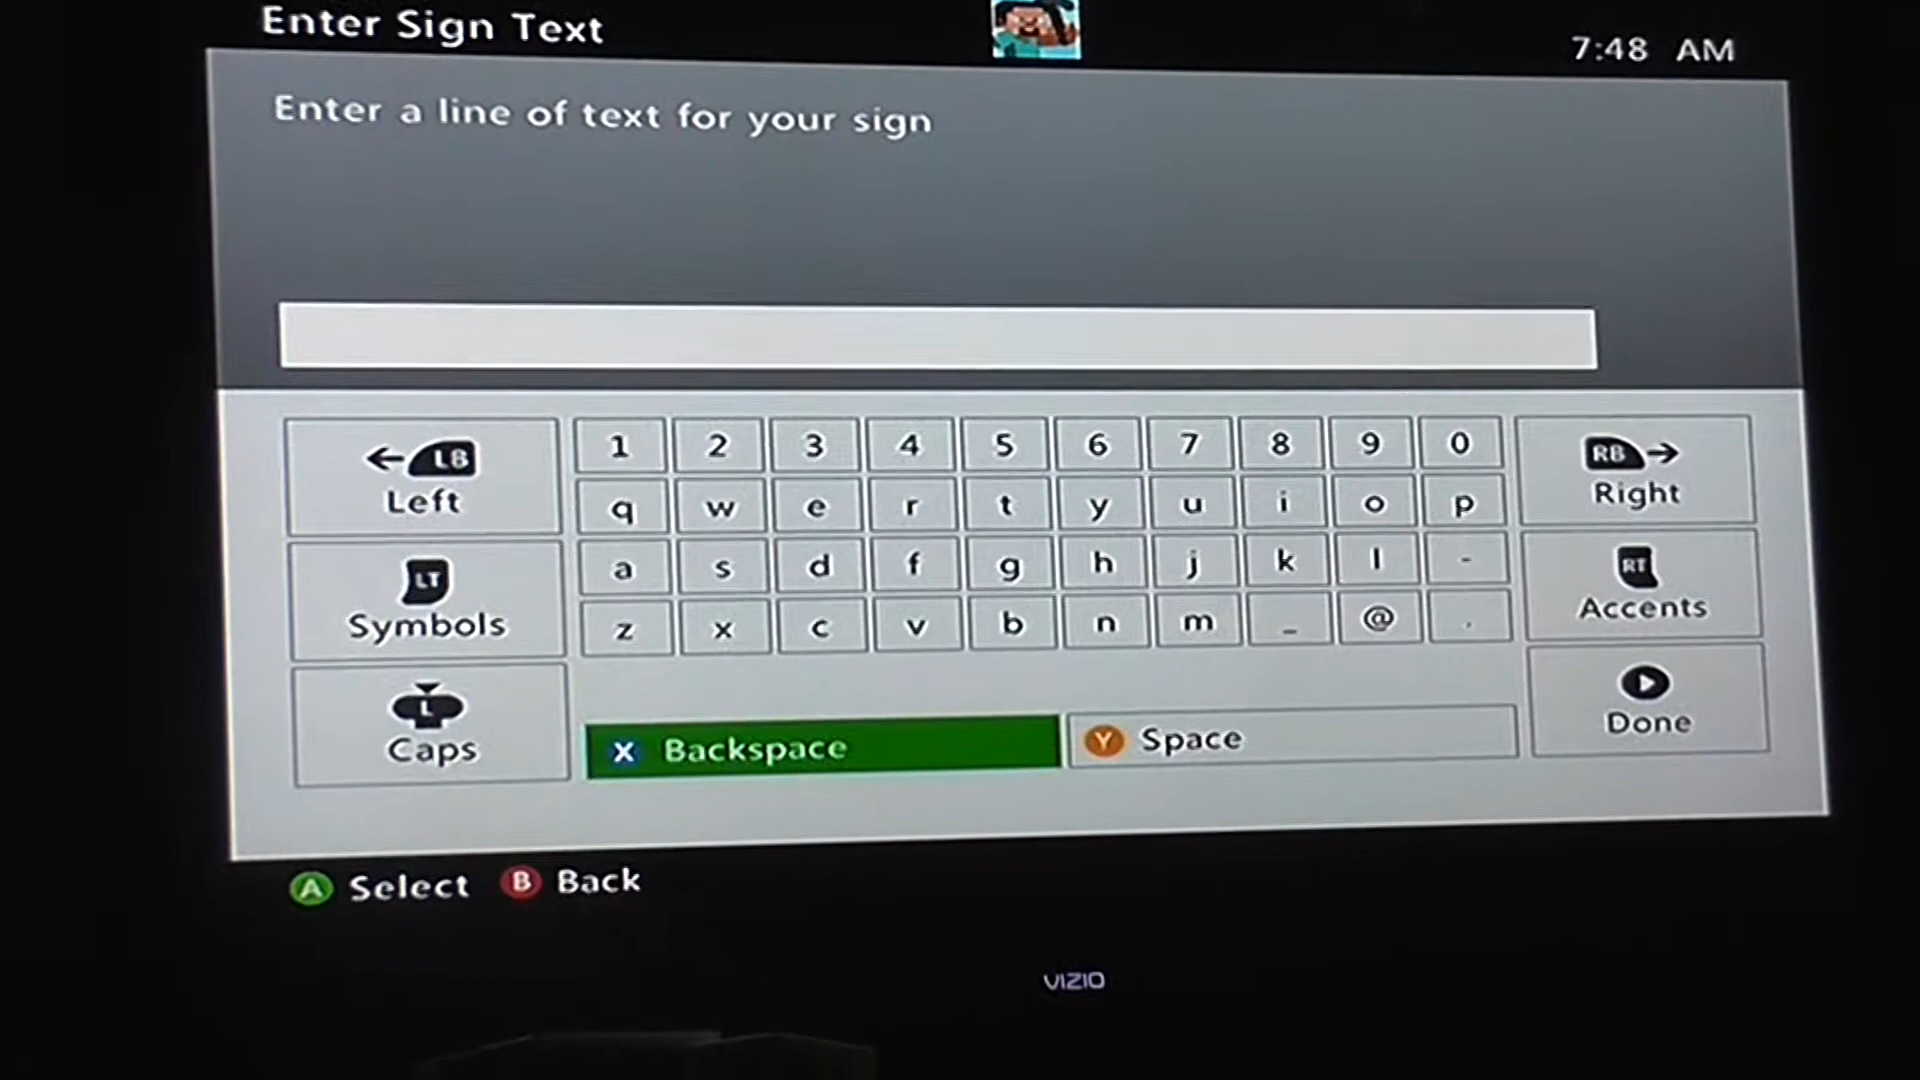 Enter Sign Text
7:48 AM
Enter a line of text for your sign
LB
Left
1 2 3 4 5 6 7 8 9 0
RB
Right
q w e r t y u i o p
LT
Symbols
a s d f g h j k l -
RT
Accents
z x c v b n m _ @ .
L
Caps
X Backspace
Y Space
Done
A Select B Back
VIZIO